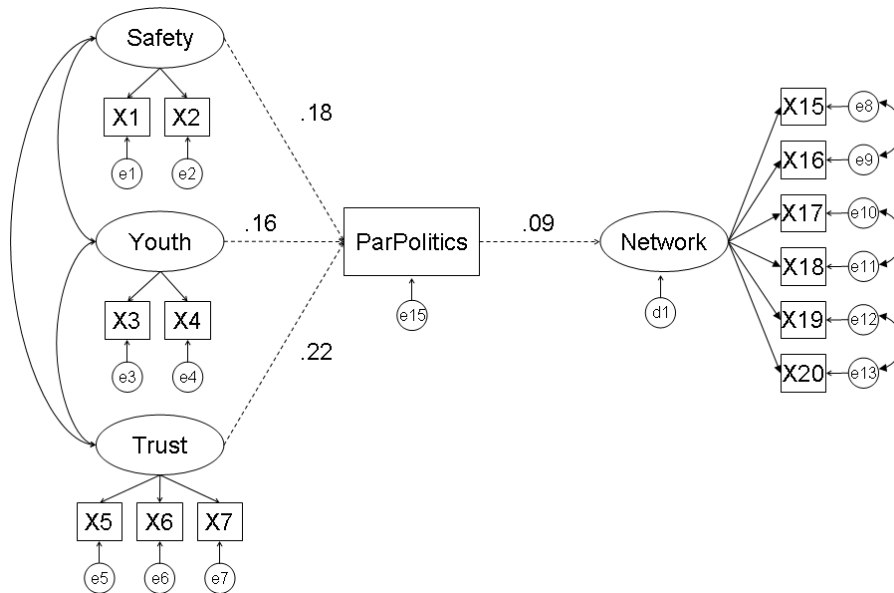 Safety
X1 X2
e1 e2
.18
Youth
.16
X3 X4
e3 e4
.22
Trust
X5 X6 X7
e5 e6 e7
ParPolitics
e15
.09
Network
d1
X15 e8
X16 e9
X17 e10
X18 e11
X19 e12
X20 e13